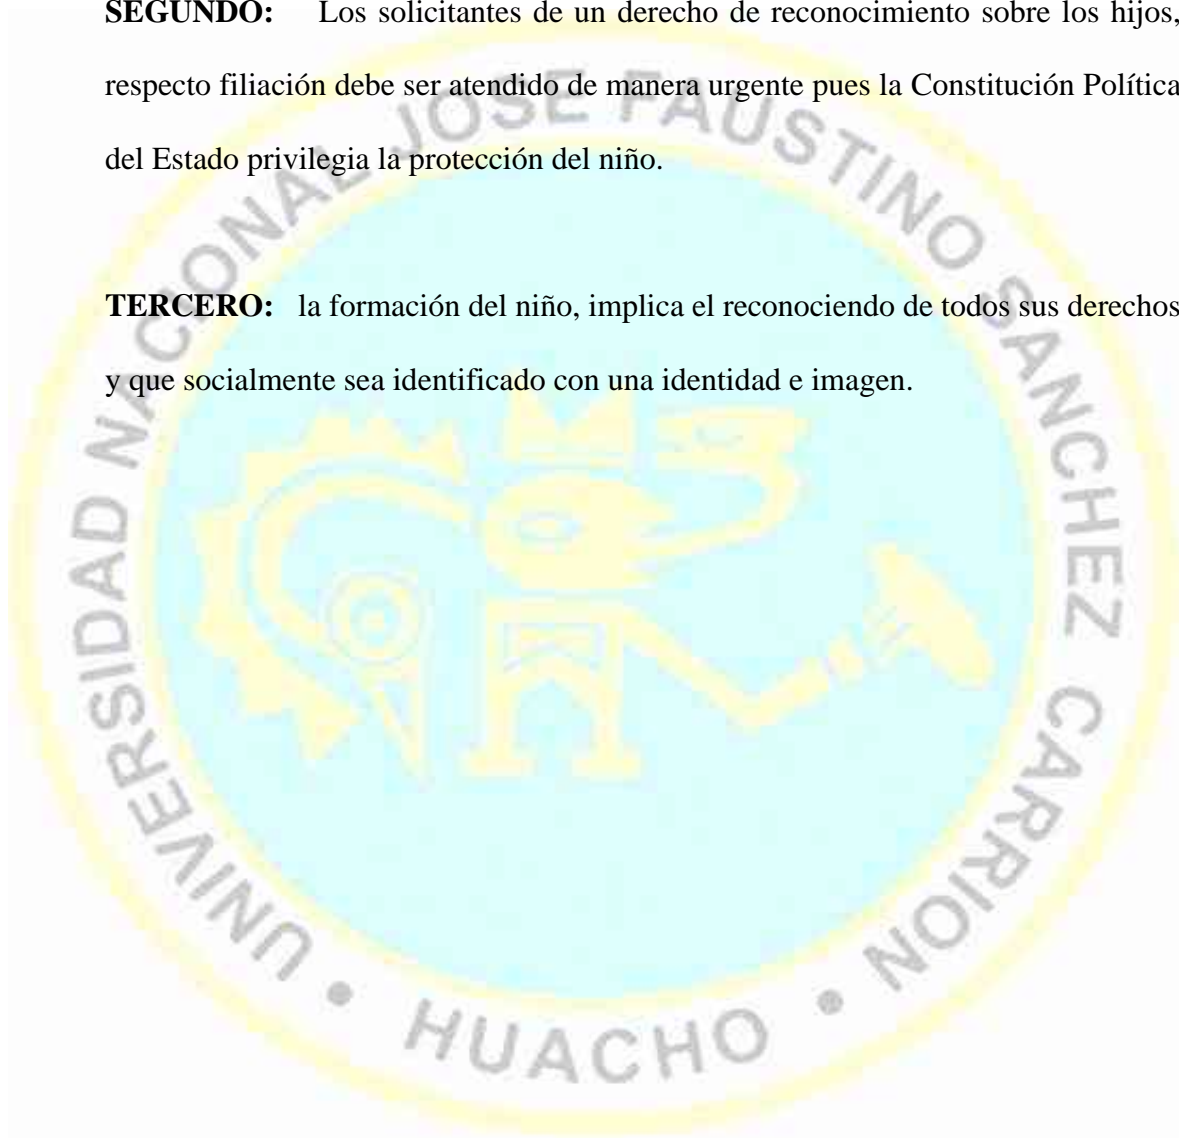 SEGUNDO: Los solicitantes de un derecho de reconocimiento sobre los hijos,
respecto filiación debe ser atendido de manera urgente pues la Constitución Política
del Estado privilegia la protección del niño.
TERCERO: la formación del niño, implica el reconociendo de todos sus derechos
y que socialmente sea identificado con una identidad e imagen.
UNIVERSIDAD NACIONAL JOSE FAUSTINO SANCHEZ CARRION
• HUACHO •